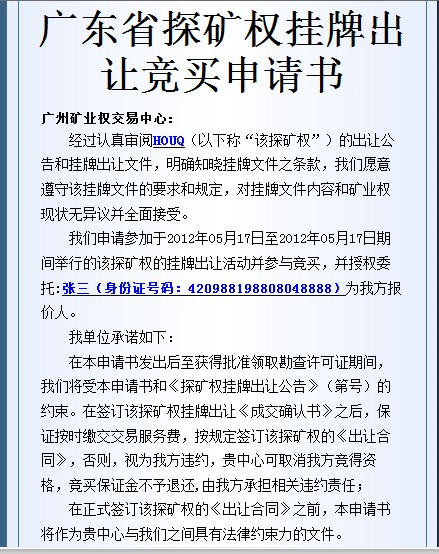 广东省探矿权挂牌出
让竞买申请书
广州矿业权交易中心：
经过认真审阅HOUQ（以下称“该探矿权”）的出让公
告和挂牌出让文件，明确知晓挂牌文件之条款，我们愿意
遵守该挂牌文件的要求和规定，对挂牌文件内容和矿业权
现状无异议并全面接受。
我们申请参加于2012年05月17日至2012年05月17日期
间举行的该探矿权的挂牌出让活动并参与竞买，并授权委
托:张三（身份证号码：420988198808048888）为我方报
价人。
我单位承诺如下：
在本申请书发出后至获得批准领取勘查许可证期间，
我们将受本申请书和《探矿权挂牌出让公告》（第号）的
约束。在签订该探矿权挂牌出让《成交确认书》之后，保
证按时缴交交易服务费，按规定签订该探矿权的《出让合
同》，否则，视为我方违约，贵中心可取消我方竞得资
格，竞买保证金不予退还,由我方承担相关违约责任；
在正式签订该探矿权的《出让合同》之前，本申请书
将作为贵中心与我们之间具有法律约束力的文件。